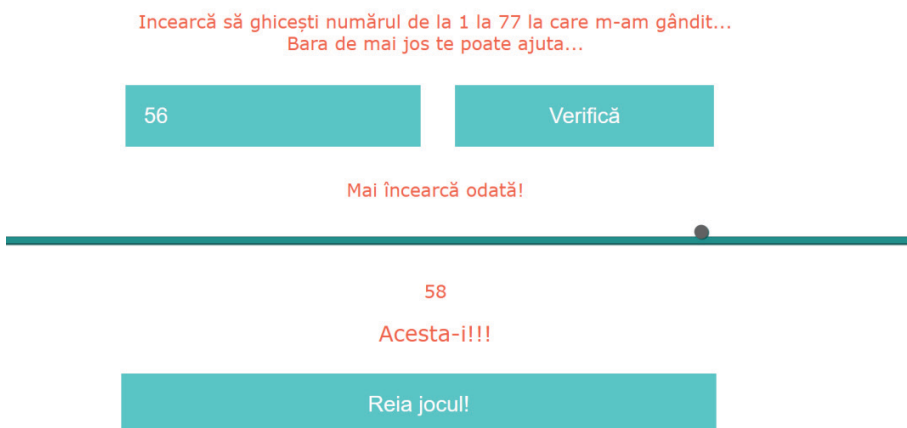 Incearcă să ghicești numărul de la 1 la 77 la care m-am gândit...
Bara de mai jos te poate ajuta...
56
Verifică
Mai încearcă odată!
58
Acesta-i!!!
Reia jocul!